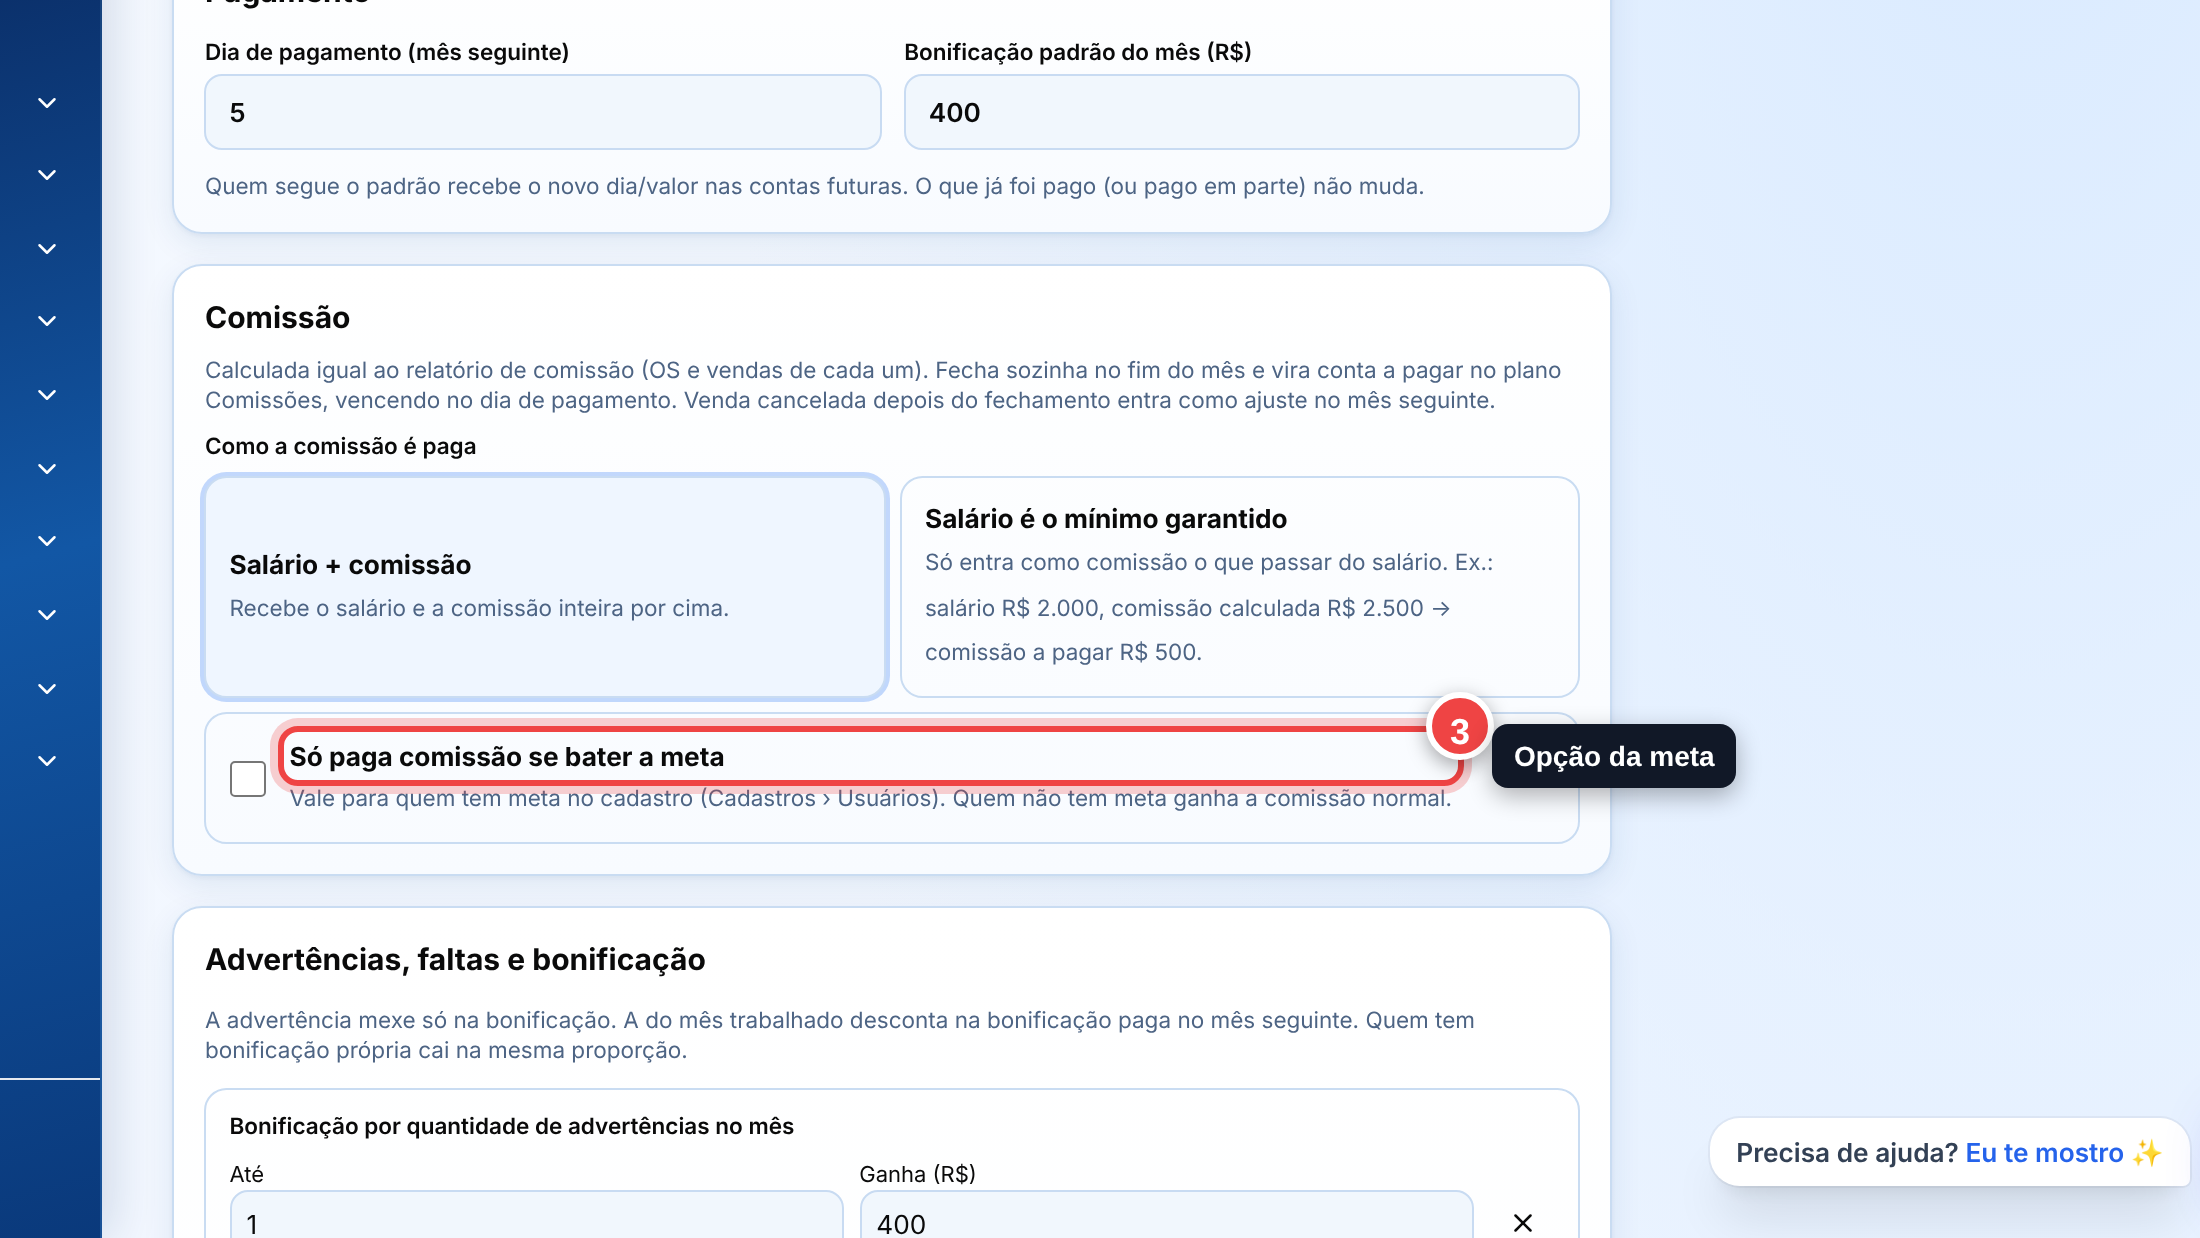 Pagamento
Dia de pagamento (mês seguinte)
Bonificação padrão do mês (R$)
5
400
Quem segue o padrão recebe o novo dia/valor nas contas futuras. O que já foi pago (ou pago em parte) não muda.
Comissão
Calculada igual ao relatório de comissão (OS e vendas de cada um). Fecha sozinha no fim do mês e vira conta a pagar no plano
Comissões, vencendo no dia de pagamento. Venda cancelada depois do fechamento entra como ajuste no mês seguinte.
Como a comissão é paga
Salário + comissão
Recebe o salário e a comissão inteira por cima.
Salário é o mínimo garantido
Só entra como comissão o que passar do salário. Ex.:
salário R$ 2.000, comissão calculada R$ 2.500 →
comissão a pagar R$ 500.
3
Só paga comissão se bater a meta
Opção da meta
Vale para quem tem meta no cadastro (Cadastros › Usuários). Quem não tem meta ganha a comissão normal.
Advertências, faltas e bonificação
A advertência mexe só na bonificação. A do mês trabalhado desconta na bonificação paga no mês seguinte. Quem tem
bonificação própria cai na mesma proporção.
Bonificação por quantidade de advertências no mês
Até
Ganha (R$)
1
400
Precisa de ajuda? Eu te mostro ✨